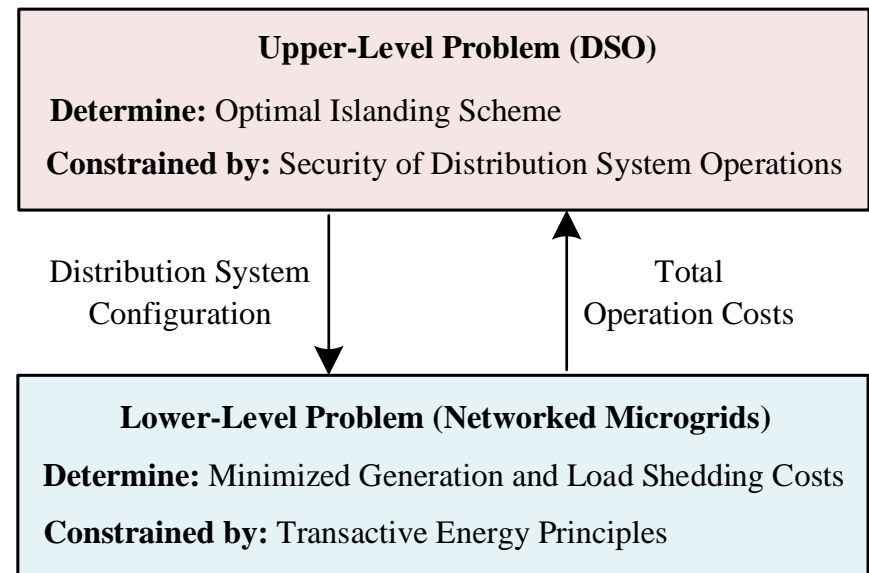 Upper-Level Problem (DSO)
Determine: Optimal Islanding Scheme
Constrained by: Security of Distribution System Operations
Distribution System
Configuration
Total
Operation Costs
Lower-Level Problem (Networked Microgrids)
Determine: Minimized Generation and Load Shedding Costs
Constrained by: Transactive Energy Principles